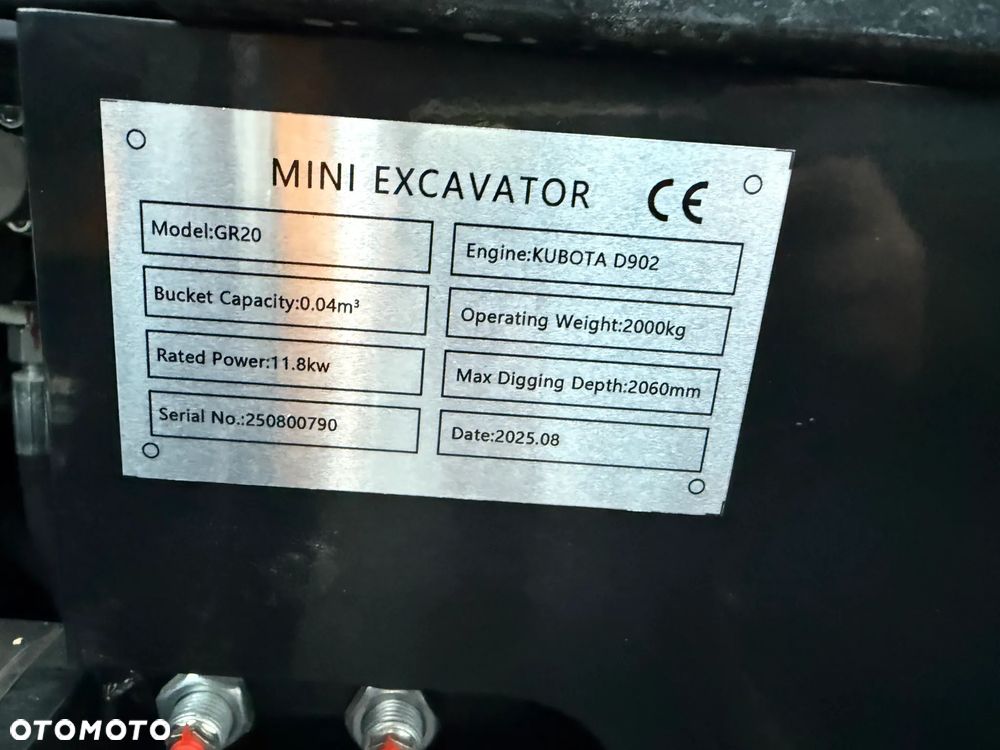 MINI EXCAVATOR CE
Model:GR20
Engine:KUBOTA D902
Bucket Capacity:0.04m³
Operating Weight:2000kg
Rated Power:11.8kw
Max Digging Depth:2060mm
Serial No.:250800790
Date:2025.08
OTOMOTO